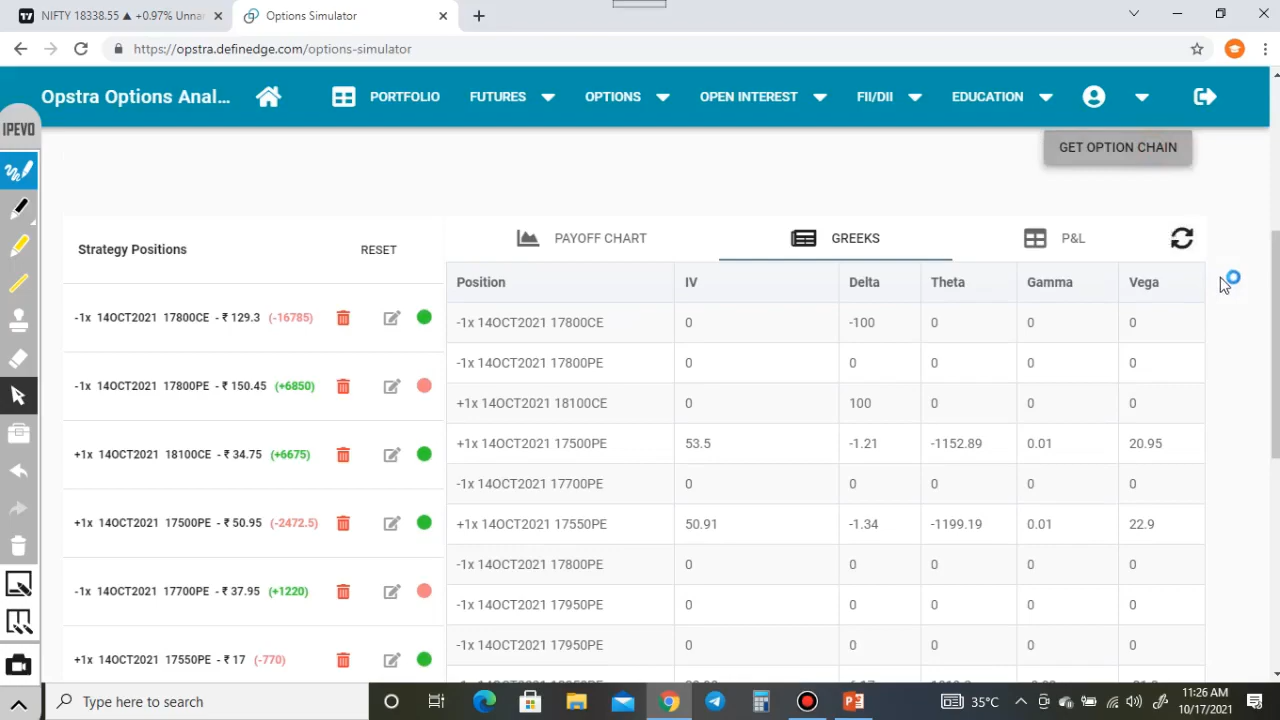 NIFTY 18338.55 ▲ +0.97% Unnar
Options Simulator
https://opstra.definedge.com/options-simulator
Opstra Options Anal...
PORTFOLIO
FUTURES
OPTIONS
OPEN INTEREST
FII/DII
EDUCATION
IPEVO
GET OPTION CHAIN
Strategy Positions
RESET
PAYOFF CHART
GREEKS
P&L
-1x 14OCT2021 17800CE - ₹ 129.3 (-16785)
-1x 14OCT2021 17800PE - ₹ 150.45 (+6850)
+1x 14OCT2021 18100CE - ₹ 34.75 (+6675)
+1x 14OCT2021 17500PE - ₹ 50.95 (-2472.5)
-1x 14OCT2021 17700PE - ₹ 37.95 (+1220)
+1x 14OCT2021 17550PE - ₹ 17 (-770)
Position IV Delta Theta Gamma Vega
-1x 14OCT2021 17800CE 0 -100 0 0 0
-1x 14OCT2021 17800PE 0 0 0 0 0
+1x 14OCT2021 18100CE 0 100 0 0 0
+1x 14OCT2021 17500PE 53.5 -1.21 -1152.89 0.01 20.95
-1x 14OCT2021 17700PE 0 0 0 0 0
+1x 14OCT2021 17550PE 50.91 -1.34 -1199.19 0.01 22.9
-1x 14OCT2021 17800PE 0 0 0 0 0
-1x 14OCT2021 17950PE 0 0 0 0 0
-1x 14OCT2021 17950PE 0 0 0 0 0
Type here to search
35°C
11:26 AM
10/17/2021